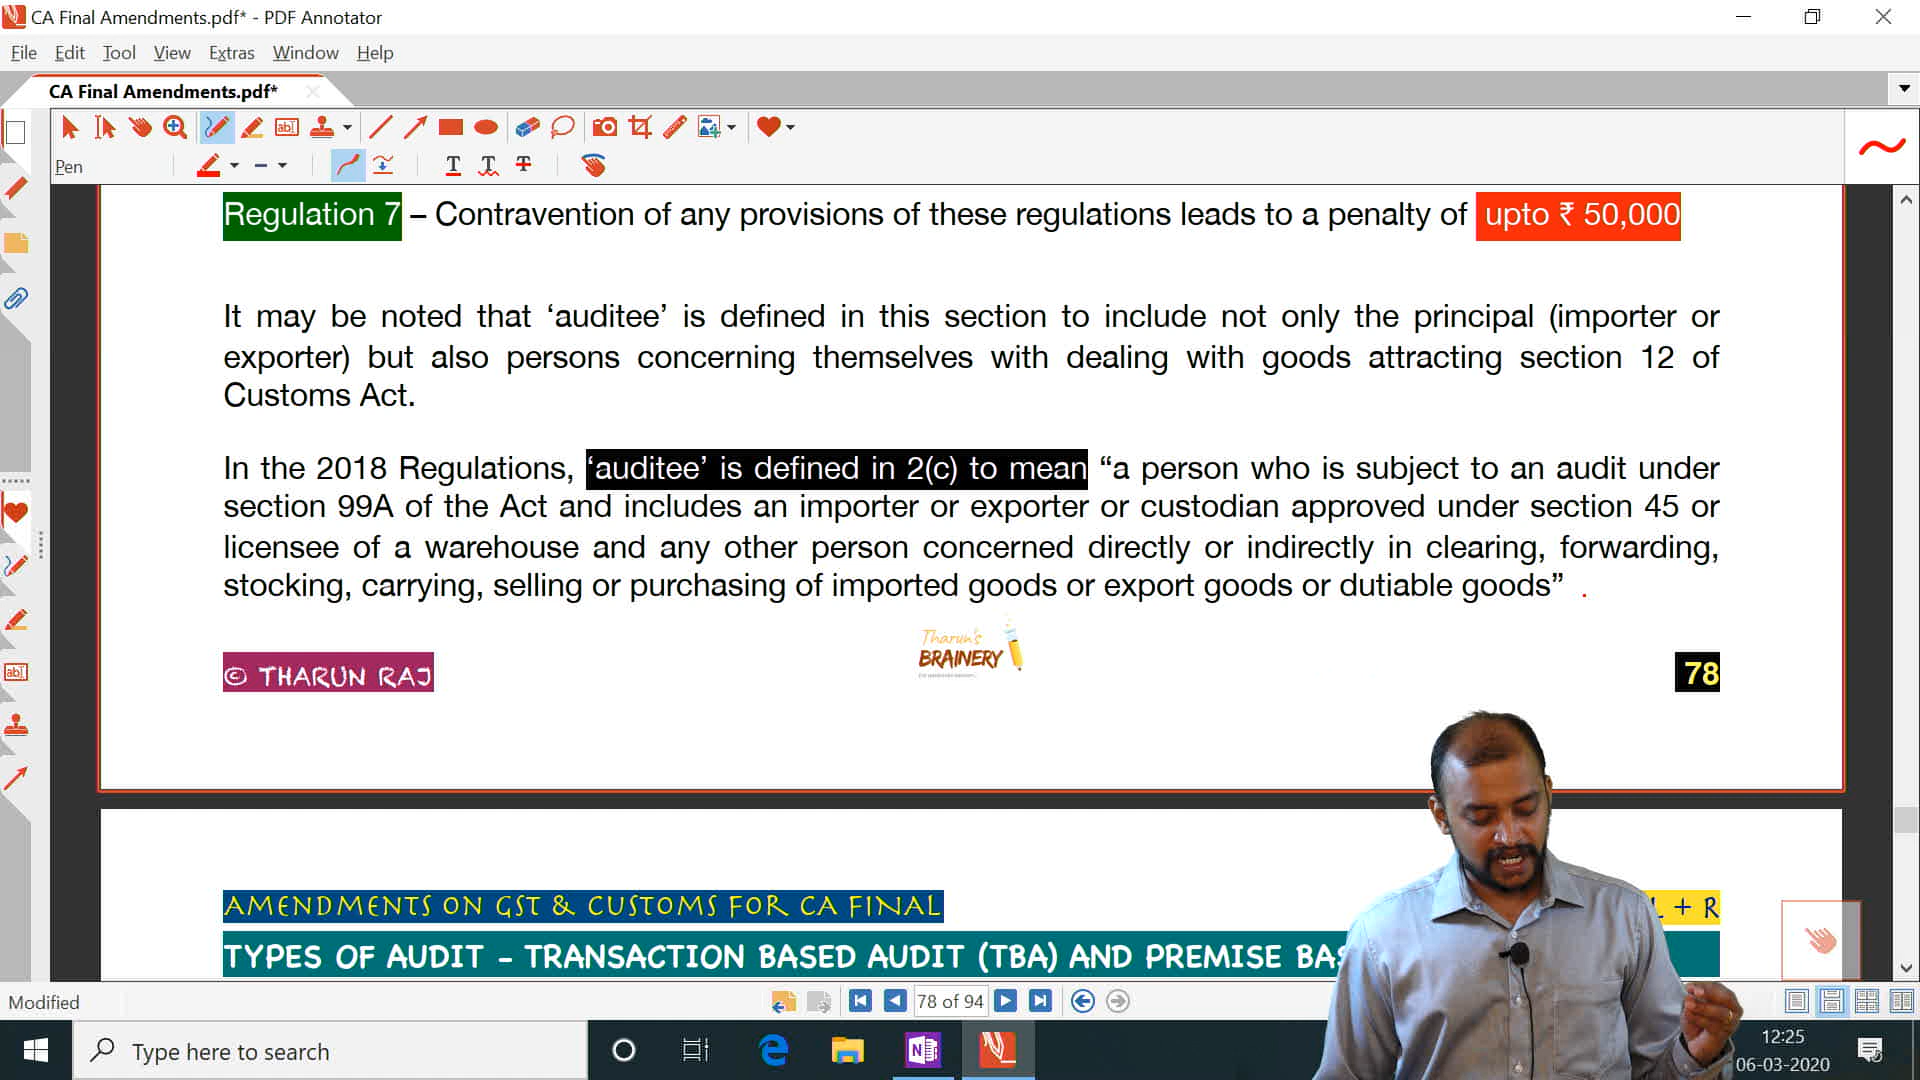 CA Final Amendments.pdf* - PDF Annotator
File Edit Tool View Extras Window Help
CA Final Amendments.pdf*
Pen
Regulation 7 – Contravention of any provisions of these regulations leads to a penalty of upto ₹ 50,000
It may be noted that ‘auditee’ is defined in this section to include not only the principal (importer or
exporter) but also persons concerning themselves with dealing with goods attracting section 12 of
Customs Act.
In the 2018 Regulations, ‘auditee’ is defined in 2(c) to mean “a person who is subject to an audit under
section 99A of the Act and includes an importer or exporter or custodian approved under section 45 or
licensee of a warehouse and any other person concerned directly or indirectly in clearing, forwarding,
stocking, carrying, selling or purchasing of imported goods or export goods or dutiable goods” .
Tharun's
BRAINERY
© THARUN RAJ
78
AMENDMENTS ON GST & CUSTOMS FOR CA FINAL
+ R
TYPES OF AUDIT – TRANSACTION BASED AUDIT (TBA) AND PREMISE
Modified
78 of 94
Type here to search
12:25
06-03-2020